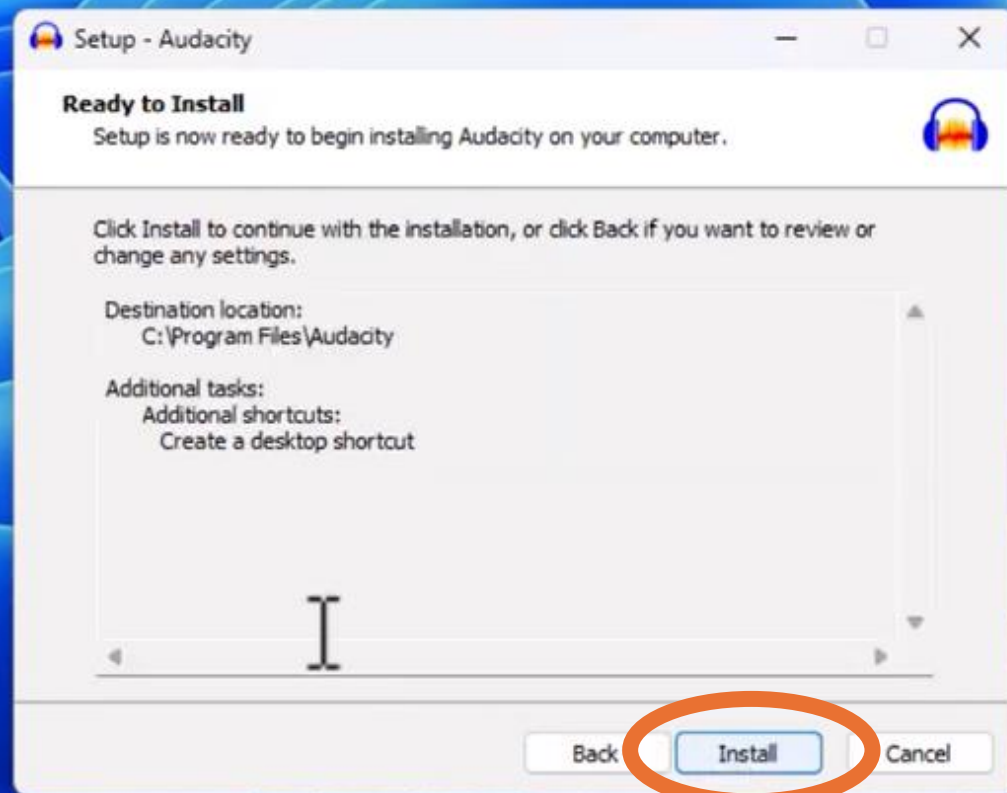 Setup - Audacity
Ready to Install
Setup is now ready to begin installing Audacity on your computer.
Click Install to continue with the installation, or click Back if you want to review or
change any settings.
Destination location:
C:\Program Files\Audacity
Additional tasks:
Additional shortcuts:
Create a desktop shortcut
Back Install Cancel